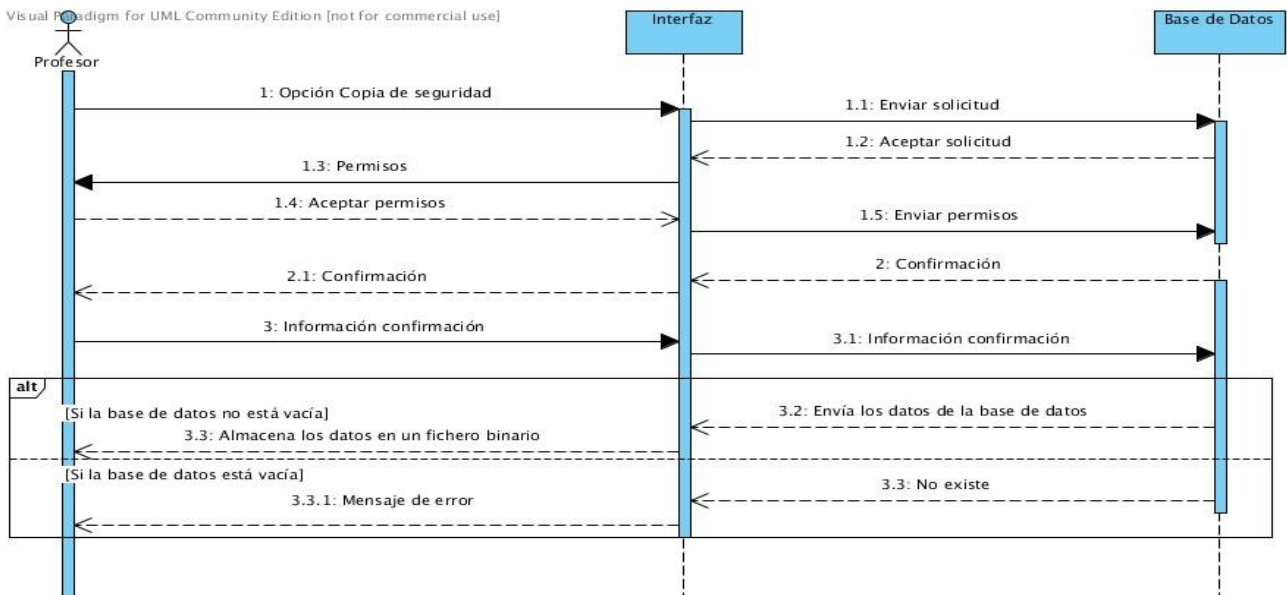 Visual Paradigm for UML Community Edition [not for commercial use]
Profesor
Interfaz
Base de Datos
1: Opción Copia de seguridad
1.1: Enviar solicitud
1.2: Aceptar solicitud
1.3: Permisos
1.4: Aceptar permisos
1.5: Enviar permisos
2: Confirmación
2.1: Confirmación
3: Información confirmación
3.1: Información confirmación
alt
[Si la base de datos no está vacía]
3.2: Envía los datos de la base de datos
3.3: Almacena los datos en un fichero binario
[Si la base de datos está vacía]
3.3: No existe
3.3.1: Mensaje de error